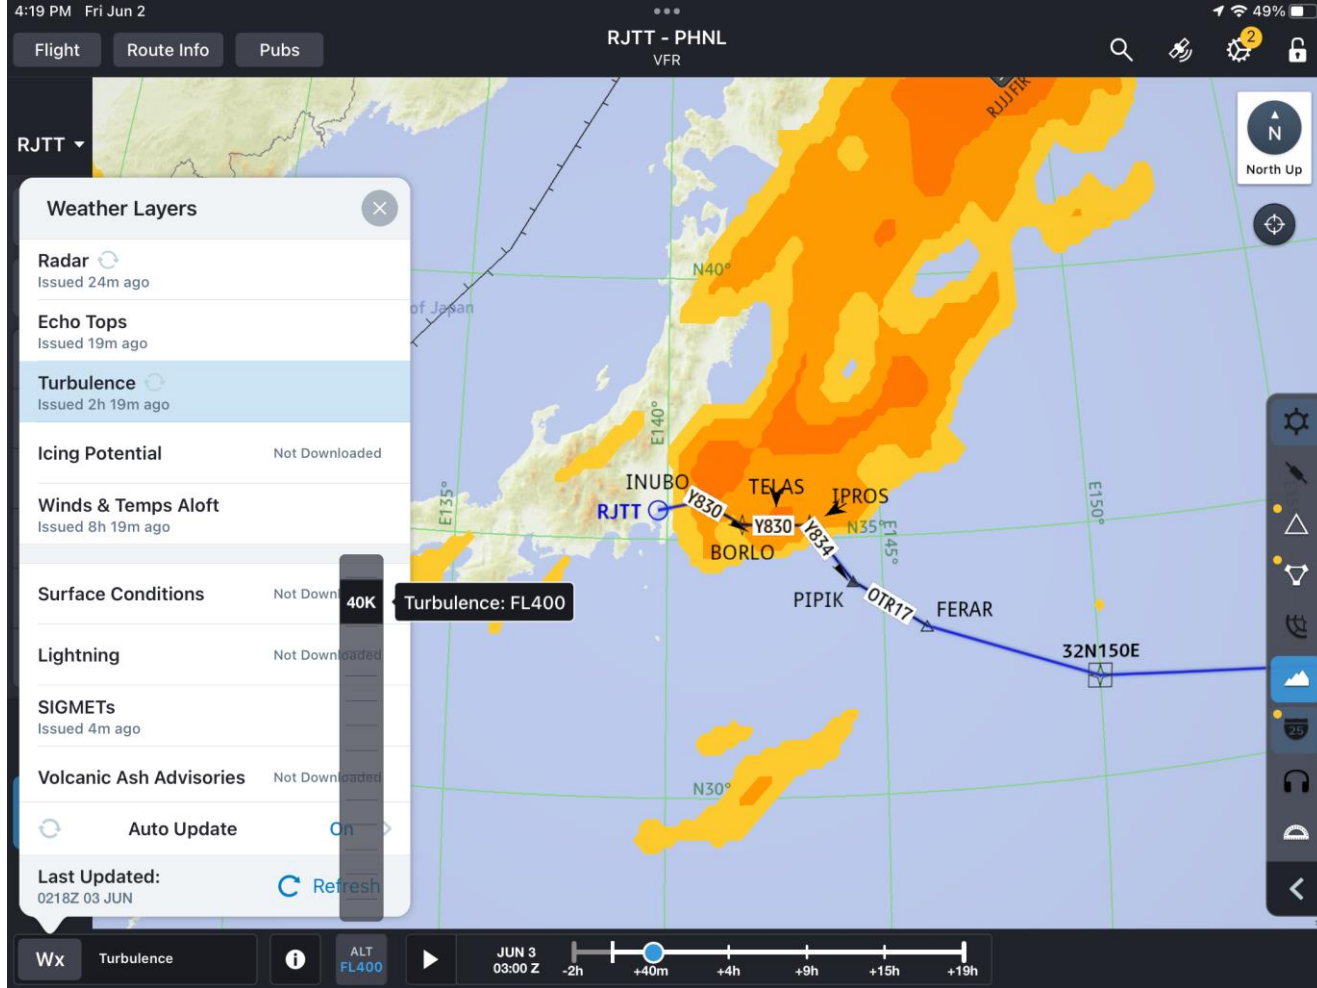 4:19 PM Fri Jun 2
49%
Flight
Route Info
Pubs
RJTT - PHNL
VFR
2
RJTT
N
North Up
RJJJ FIR
Weather Layers
Radar
Issued 24m ago
Echo Tops
Issued 19m ago
Turbulence
Issued 2h 19m ago
Icing Potential
Not Downloaded
Winds & Temps Aloft
Issued 8h 19m ago
Surface Conditions
Not Down
Lightning
Not Downloaded
SIGMETs
Issued 4m ago
Volcanic Ash Advisories
Not Downloaded
Auto Update
On
Last Updated:
0218Z 03 JUN
Refresh
40K
Turbulence: FL400
of Japan
N40°
E140°
E135°
INUBO
RJTT
Y830
TELAS
IPROS
Y830
BORLO
Y834
N35°
E145°
E150°
PIPIK
OTR17
FERAR
32N150E
N30°
25
Wx
Turbulence
ALT
FL400
JUN 3
03:00 Z
-2h
+40m
+4h
+9h
+15h
+19h